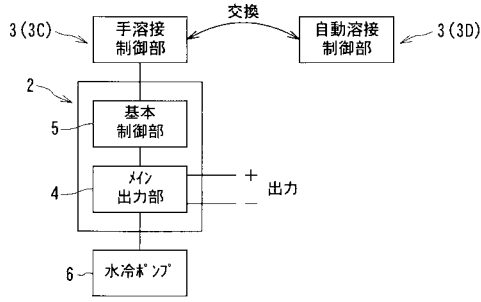 交換
3(3C)
手溶接
制御部
自動溶接
制御部
3(3D)
2
基本
制御部
5
ﾒｲﾝ
出力部
4
+
出力
−
水冷ﾎﾟﾝﾌﾟ
6